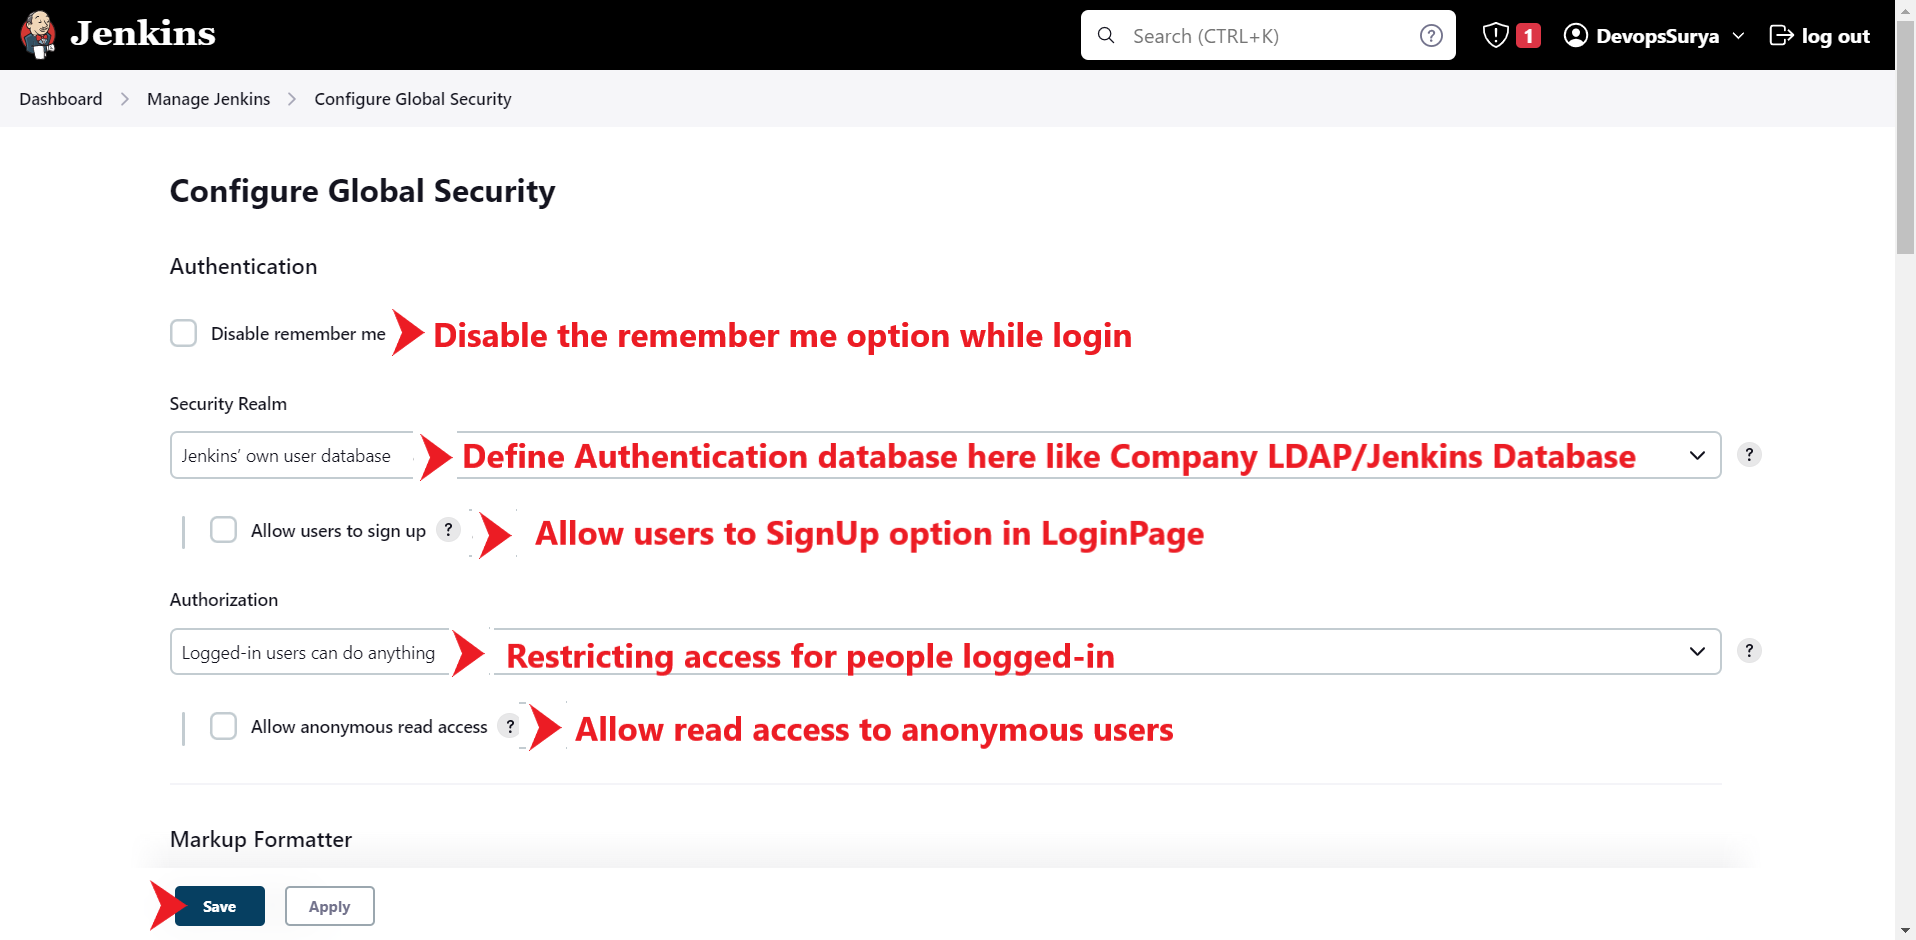 Jenkins
Search (CTRL+K) ?
1
DevopsSurya
log out
Dashboard > Manage Jenkins > Configure Global Security
Configure Global Security
Authentication
Disable remember me
Disable the remember me option while login
Security Realm
Jenkins’ own user database
Define Authentication database here like Company LDAP/Jenkins Database
?
Allow users to sign up ?
Allow users to SignUp option in LoginPage
Authorization
Logged-in users can do anything
Restricting access for people logged-in
?
Allow anonymous read access ?
Allow read access to anonymous users
Markup Formatter
Save
Apply